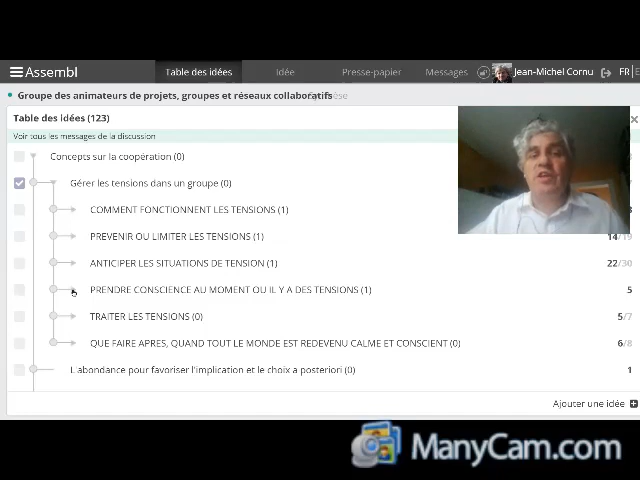 Assembl Table des idées Idée Presse-papier Messages Jean-Michel Cornu FR
Groupe des animateurs de projets, groupes et réseaux collaboratifs
Table des idées (123)
Voir tous les messages de la discussion
Concepts sur la coopération (0)
Gérer les tensions dans un groupe (0)
COMMENT FONCTIONNENT LES TENSIONS (1)
PREVENIR OU LIMITER LES TENSIONS (1) 14/19
ANTICIPER LES SITUATIONS DE TENSION (1) 22/30
PRENDRE CONSCIENCE AU MOMENT OU IL Y A DES TENSIONS (1) 5
TRAITER LES TENSIONS (0) 5/7
QUE FAIRE APRES, QUAND TOUT LE MONDE EST REDEVENU CALME ET CONSCIENT (0) 6/8
L'abondance pour favoriser l'implication et le choix a posteriori (0) 1
Ajouter une idée
ManyCam.com